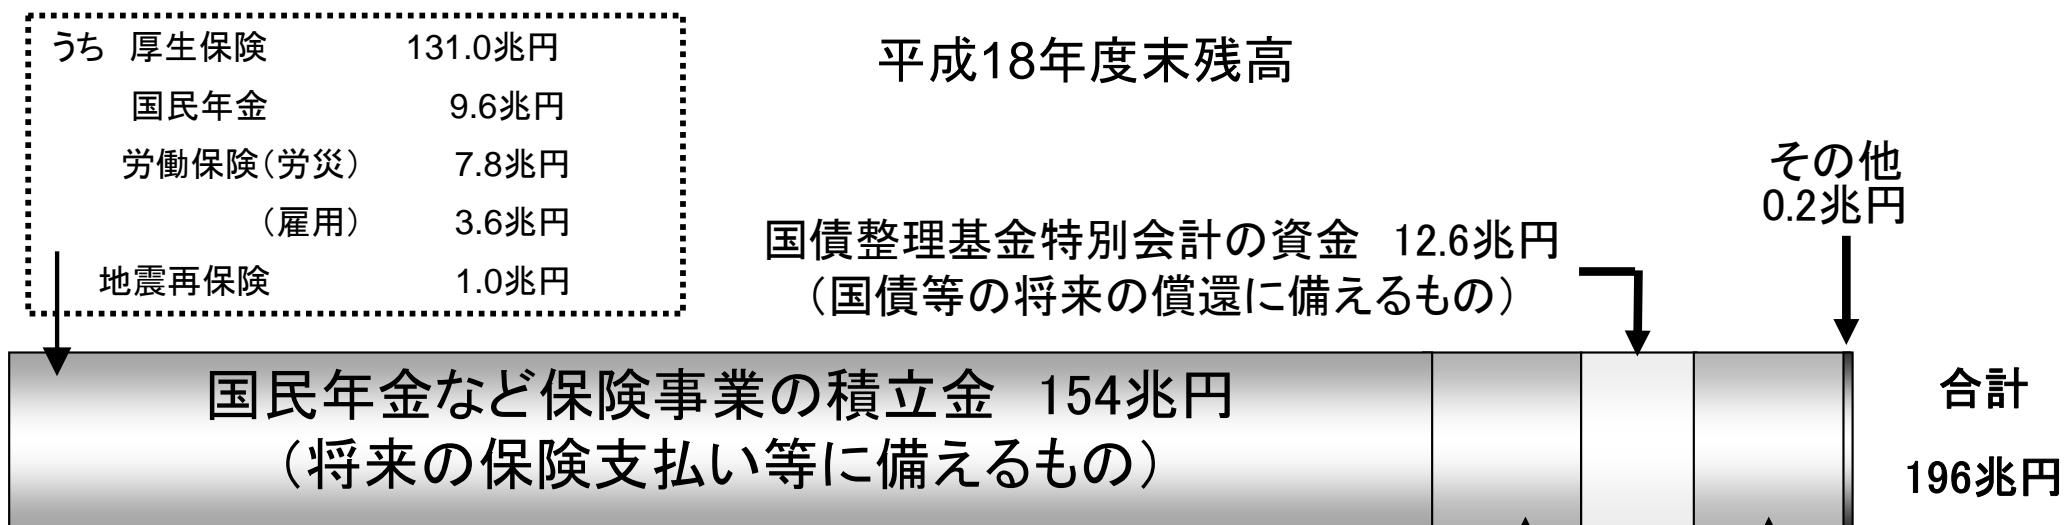 平成18年度末残高
うち 厚生保険 131.0兆円
国民年金 9.6兆円
労働保険(労災) 7.8兆円
(雇用) 3.6兆円
地震再保険 1.0兆円
国債整理基金特別会計の資金 12.6兆円
(国債等の将来の償還に備えるもの)
その他
0.2兆円
国民年金など保険事業の積立金 154兆円
(将来の保険支払い等に備えるもの)
合計
196兆円